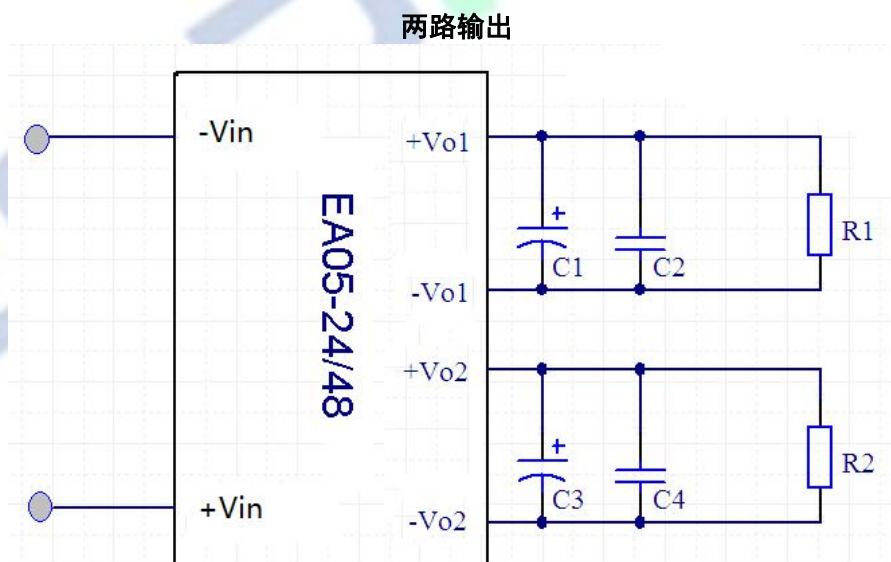 两路输出
-Vin
+Vo1
EA05-24/48
+
C1
C2
R1
-Vo1
+Vo2
+
C3
C4
R2
+Vin
-Vo2